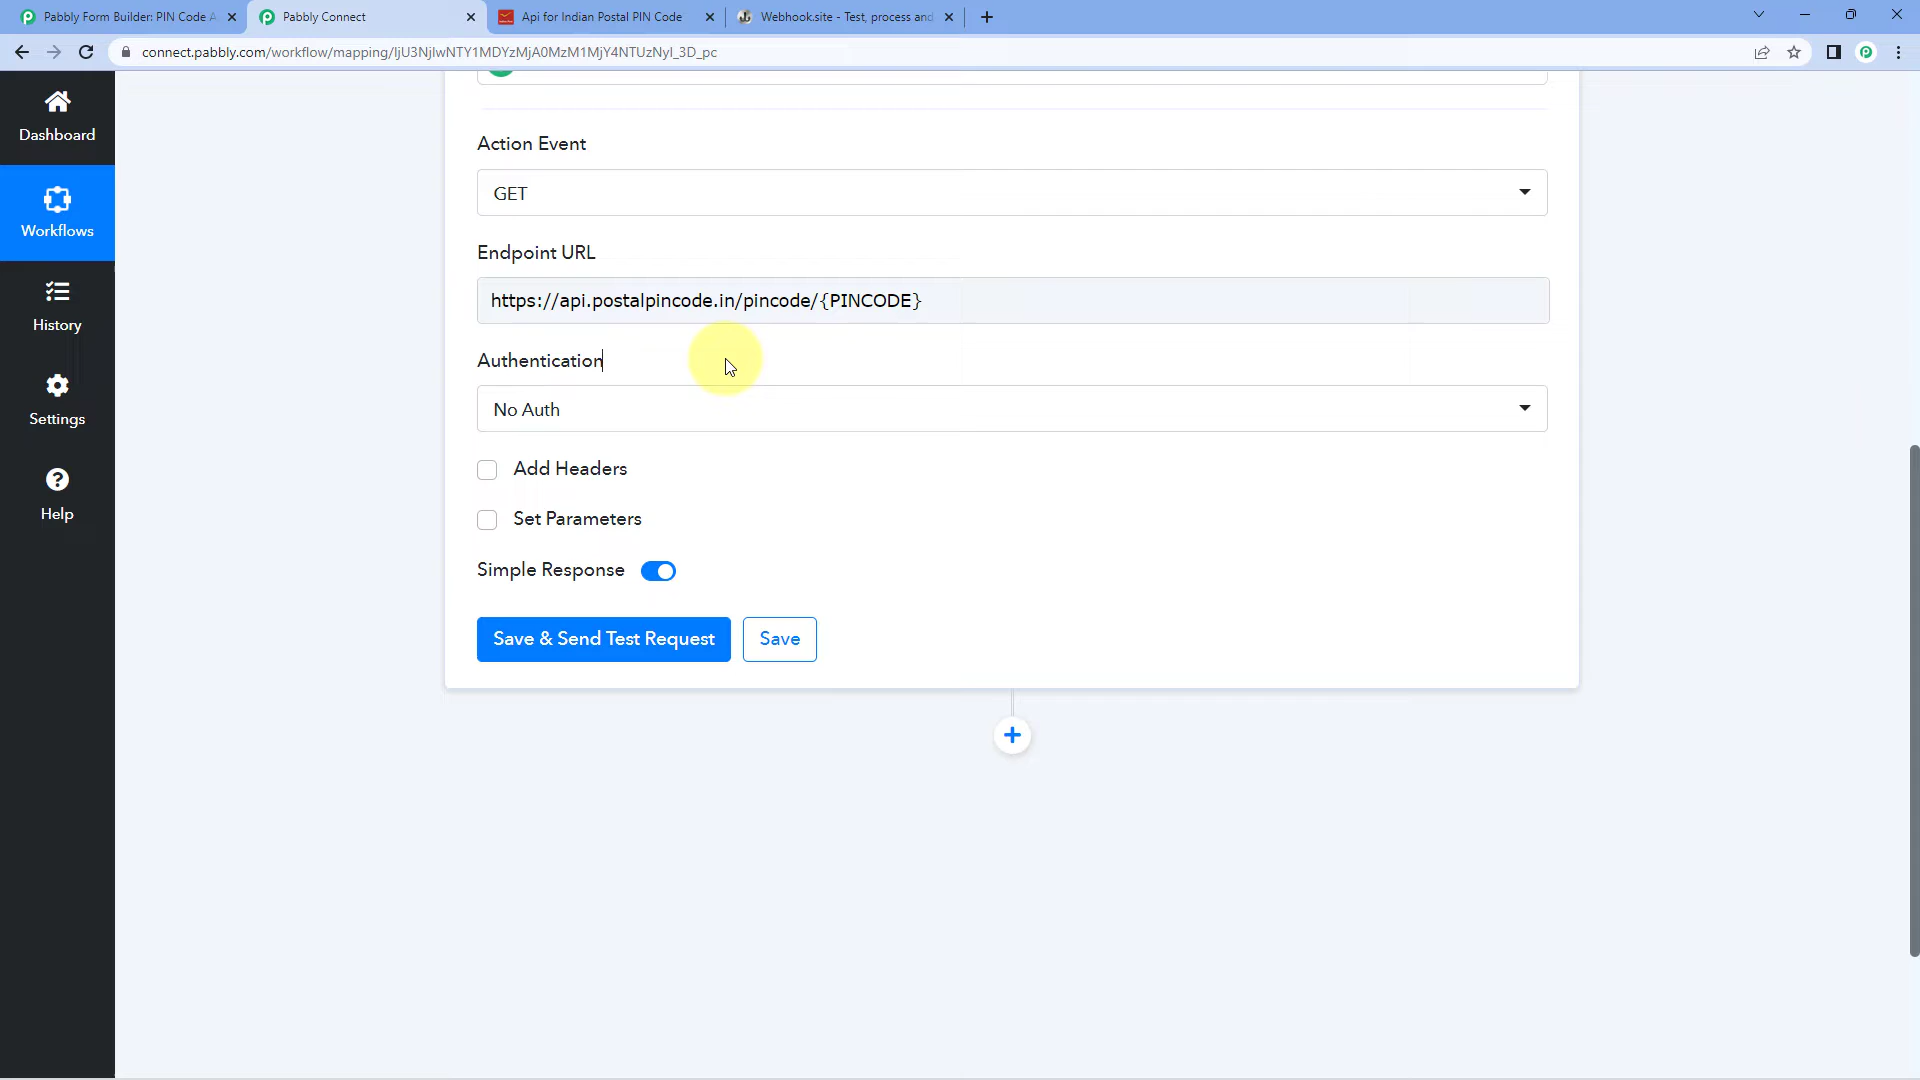 Pabbly Form Builder: PIN Code A
Pabbly Connect
Api for Indian Postal PIN Code
Webhook.site - Test, process and
connect.pabbly.com/workflow/mapping/IjU3NjIwNTY1MDYzMjA0MzM1MjY4NTUzNyI_3D_pc
Dashboard
Workflows
History
Settings
Help
Action Event
GET
Endpoint URL
https://api.postalpincode.in/pincode/{PINCODE}
Authentication
No Auth
Add Headers
Set Parameters
Simple Response
Save & Send Test Request
Save